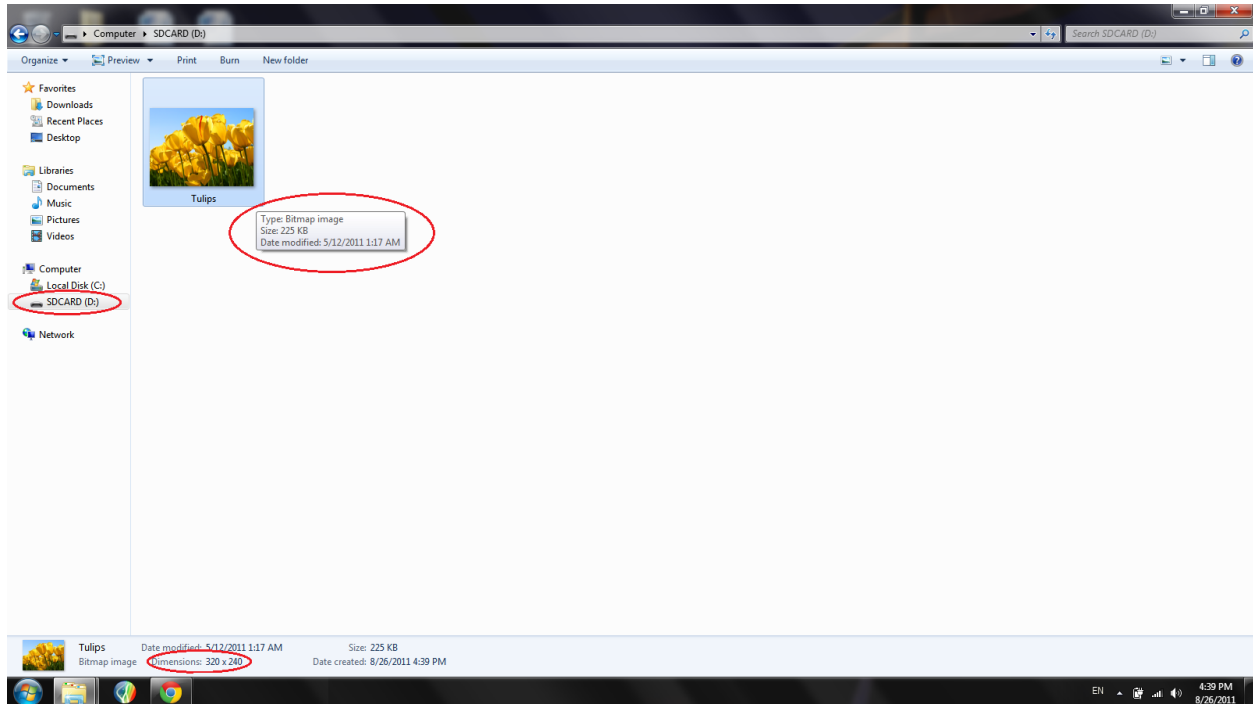 Computer ▸ SDCARD (D:)
Search SDCARD (D:)
Organize Preview Print Burn New folder
Favorites
Downloads
Recent Places
Desktop
Libraries
Documents
Music
Pictures
Videos
Computer
Local Disk (C:)
SDCARD (D:)
Network
Tulips
Type: Bitmap image
Size: 225 KB
Date modified: 5/12/2011 1:17 AM
Tulips Date modified: 5/12/2011 1:17 AM Size: 225 KB
Bitmap image Dimensions: 320 x 240 Date created: 8/26/2011 4:39 PM
EN
4:39 PM
8/26/2011